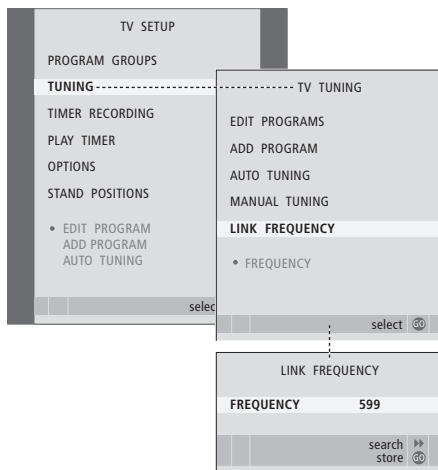 TV SETUP
PROGRAM GROUPS
TUNING
TIMER RECORDING
PLAY TIMER
OPTIONS
STAND POSITIONS
• EDIT PROGRAM
ADD PROGRAM
AUTO TUNING
selec
TV TUNING
EDIT PROGRAMS
ADD PROGRAM
AUTO TUNING
MANUAL TUNING
LINK FREQUENCY
• FREQUENCY
select GO
LINK FREQUENCY
FREQUENCY 599
search
store GO